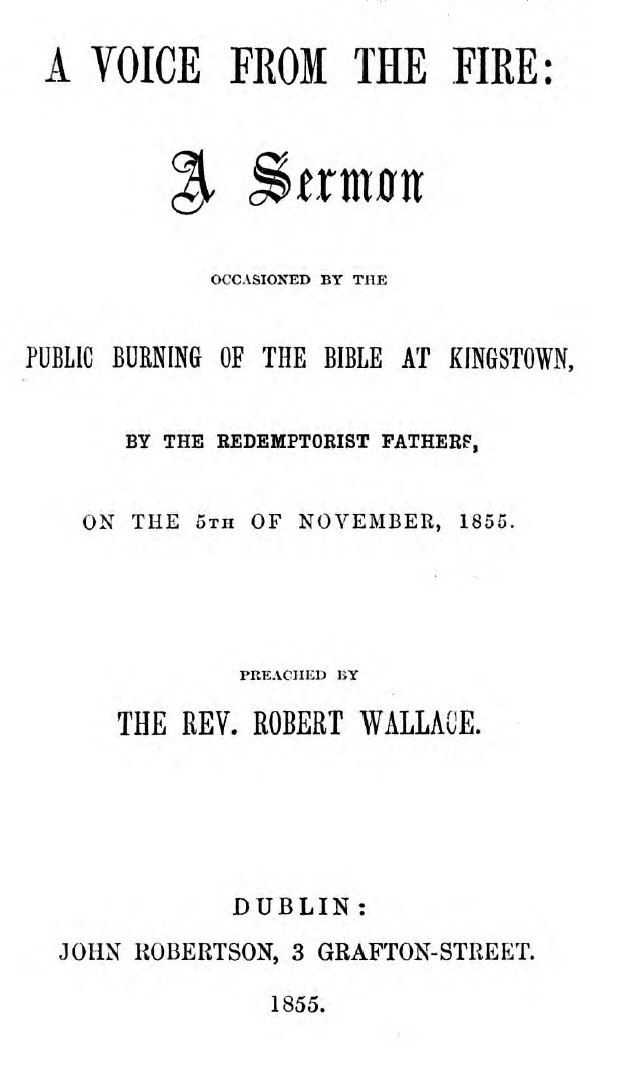 A VOICE FROM THE FIRE:
A Sermon
OCCASIONED BY THE
PUBLIC BURNING OF THE BIBLE AT KINGSTOWN,
BY THE REDEMPTORIST FATHERS,
ON THE 5TH OF NOVEMBER, 1855.
PREACHED BY
THE REV. ROBERT WALLACE.
DUBLIN:
JOHN ROBERTSON, 3 GRAFTON-STREET.
1855.